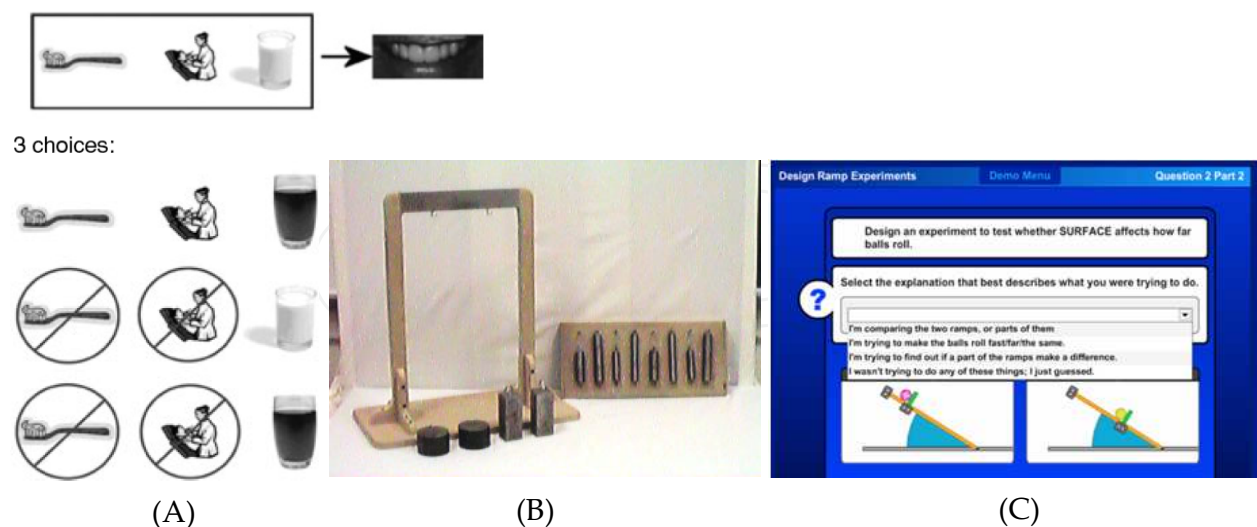 3 choices:
Design Ramp Experiments
Demo Menu
Question 2 Part 2
Design an experiment to test whether SURFACE affects how far
balls roll.
Select the explanation that best describes what you were trying to do.
?
I'm comparing the two ramps, or parts of them
I'm trying to make the balls roll fast/far/the same.
I'm trying to find out if a part of the ramps make a difference.
I wasn't trying to do any of these things; I just guessed.
(A)
(B)
(C)